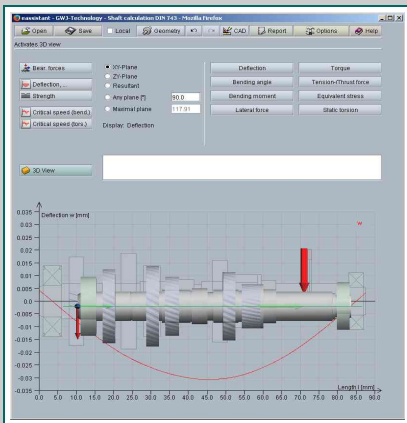 eassistant - GWJ-Technology - Shaft calculation DIN 743 - Mozilla Firefox
Open Save Local Geometry CAD Report Options Help
Activates 3D view
Bear. forces
Deflection,...
Strength
Critical speed (bend.)
Critical speed (tors.)
XY-Plane
ZY-Plane
Resultant
Any plane [°] 90.0
Maximal plane 117.91
Display: Deflection
Deflection Torque
Bending angle Tension-/Thrust force
Bending moment Equivalent stress
Lateral force Static torsion
3D View
Deflection w [mm]
w
0.035
0.03
0.025
0.02
0.015
0.01
0.005
0.0
-0.005
-0.01
-0.015
-0.02
-0.025
-0.03
-0.035
Length l [mm]
0.0 5.0 10.0 15.0 20.0 25.0 30.0 35.0 40.0 45.0 50.0 55.0 60.0 65.0 70.0 75.0 80.0 85.0 90.0